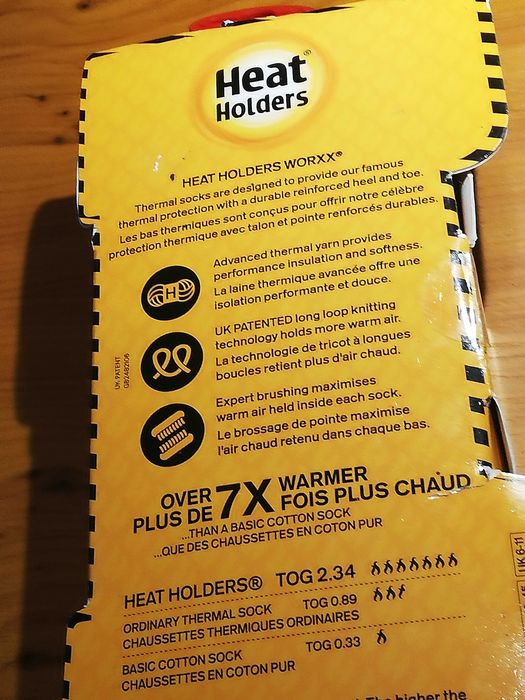 Heat®
Holders
HEAT HOLDERS WORXX®
Thermal socks are designed to provide our famous
thermal protection with a durable reinforced heel and toe.
Les bas thermiques sont conçus pour offrir notre célèbre
protection thermique avec talon et pointe renforcés durables.
H
Advanced thermal yarn provides
performance insulation and softness.
La laine thermique avancée offre une
isolation performante et douce.
UK PATENT
GB2482106
UK PATENTED long loop knitting
technology holds more warm air.
La technologie de tricot à longues
boucles retient plus d'air chaud.
Expert brushing maximises
warm air held inside each sock.
Le brossage de pointe maximise
l'air chaud retenu dans chaque bas.
OVER 7X WARMER
PLUS DE FOIS PLUS CHAUD
...THAN A BASIC COTTON SOCK
...QUE DES CHAUSSETTES EN COTON PUR
HEAT HOLDERS® TOG 2.34
ORDINARY THERMAL SOCK TOG 0.89
CHAUSSETTES THERMIQUES ORDINAIRES
BASIC COTTON SOCK TOG 0.33
CHAUSSETTES EN COTON PUR
The higher the
UK 6-11